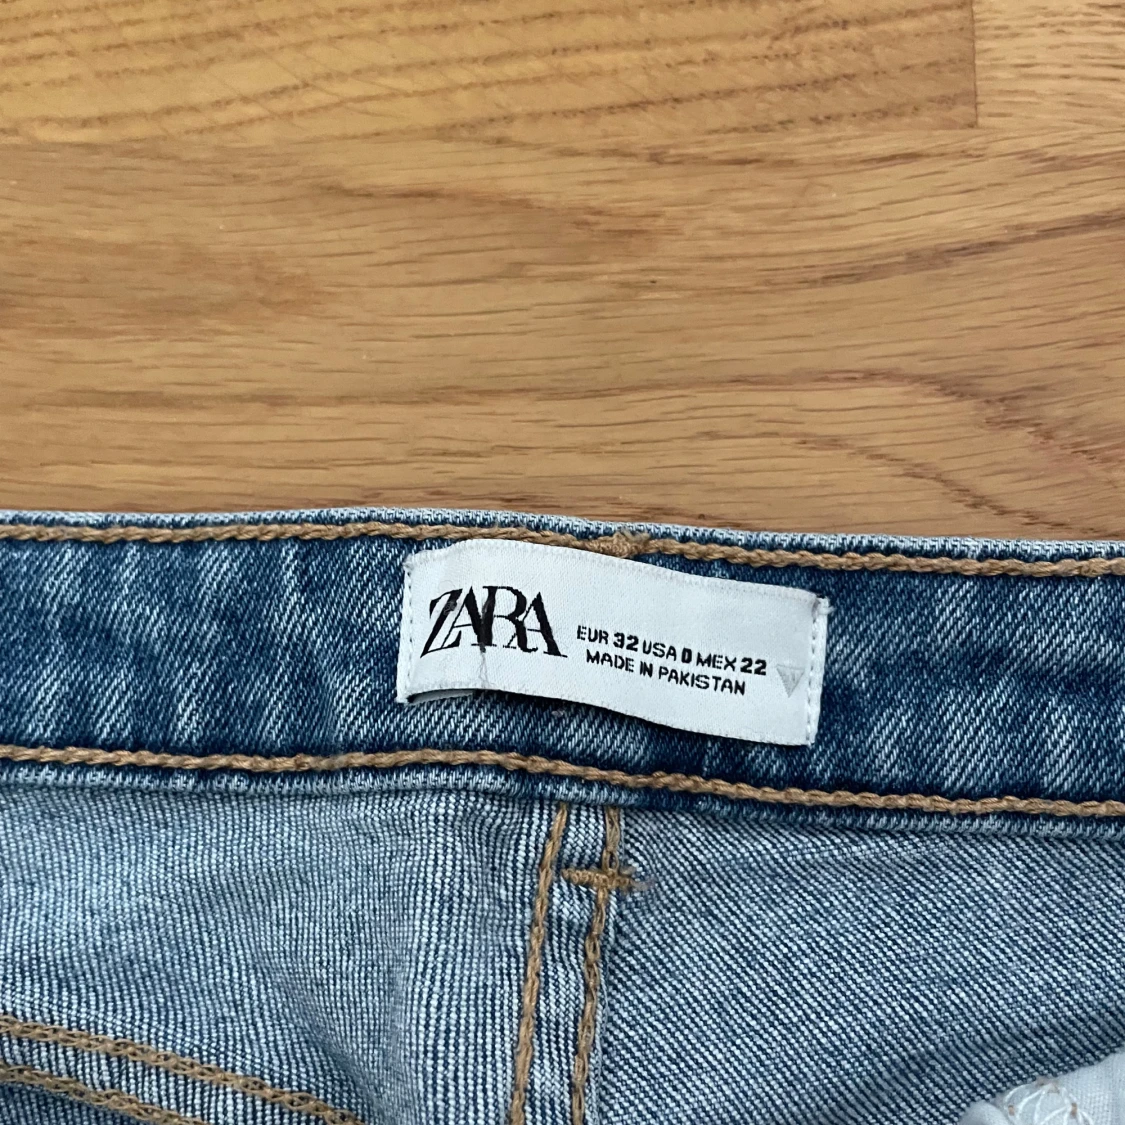 ZARA
EUR 32 USA 0 MEX 22
MADE IN PAKISTAN